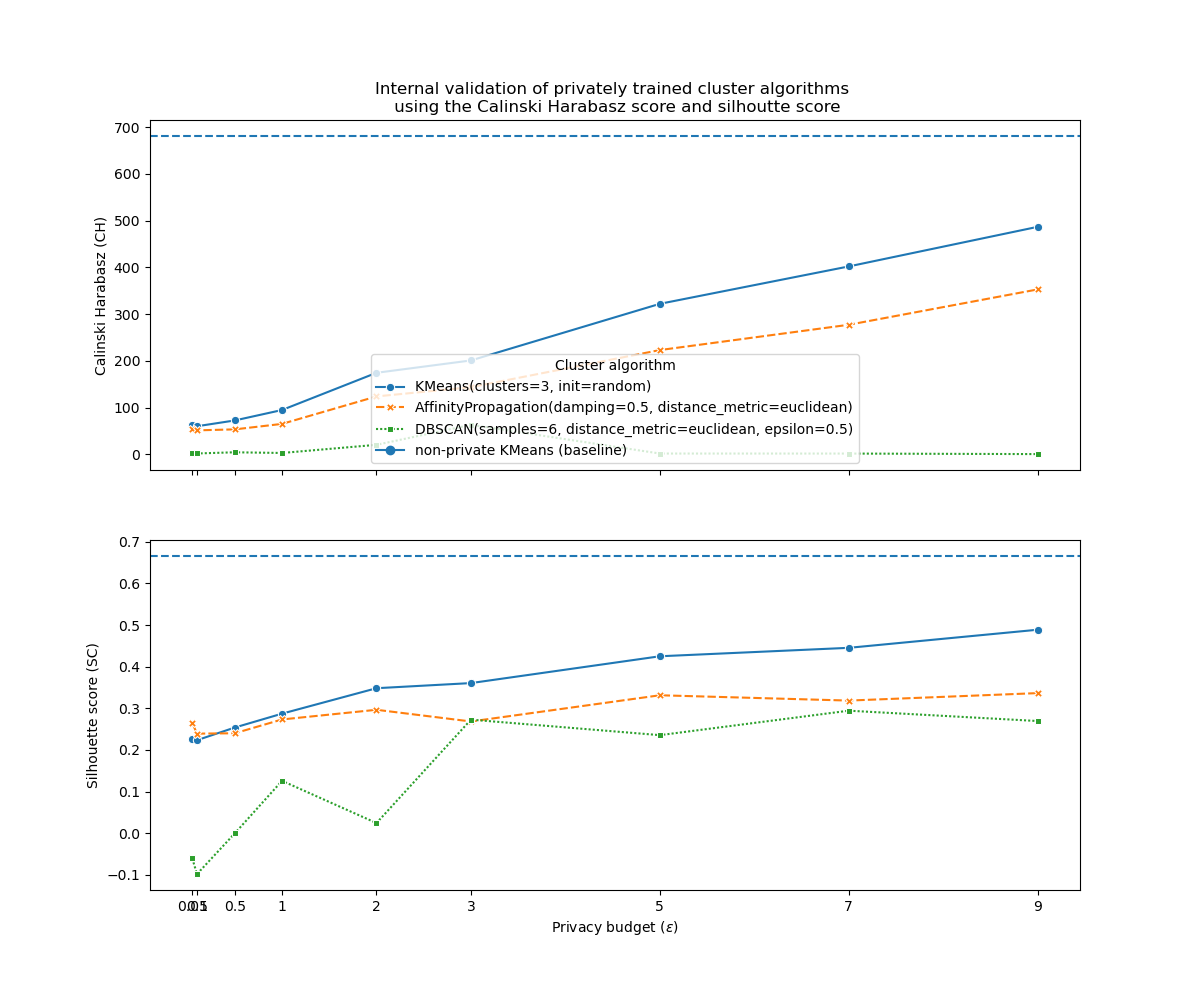 Internal validation of privately trained cluster algorithms
using the Calinski Harabasz score and silhoutte score
700
600
500
400
300
200
100
0
Calinski Harabasz (CH)
Cluster algorithm
KMeans(clusters=3, init=random)
AffinityPropagation(damping=0.5, distance_metric=euclidean)
DBSCAN(samples=6, distance_metric=euclidean, epsilon=0.5)
non-private KMeans (baseline)
0.7
0.6
0.5
0.4
0.3
0.2
0.1
0.0
−0.1
Silhouette score (SC)
0.5 1 2 3 5 7 9
Privacy budget (ε)